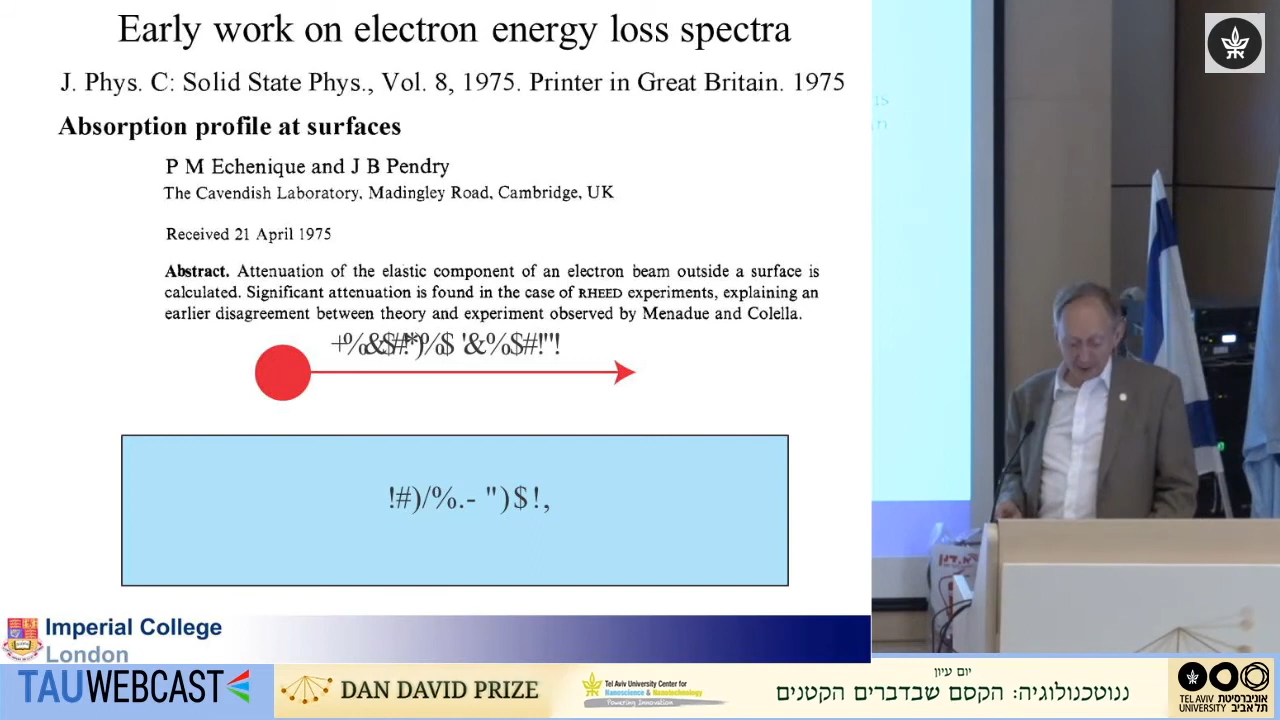 Early work on electron energy loss spectra
J. Phys. C: Solid State Phys., Vol. 8, 1975. Printer in Great Britain. 1975
Absorption profile at surfaces
P M Echenique and J B Pendry
The Cavendish Laboratory, Madingley Road, Cambridge, UK
Received 21 April 1975
Abstract. Attenuation of the elastic component of an electron beam outside a surface is
calculated. Significant attenuation is found in the case of RHEED experiments, explaining an
earlier disagreement between theory and experiment observed by Menadue and Colella.
!#)/%.- ")$!,
Imperial College
London
TAUWEBCAST
DAN DAVID PRIZE
Tel Aviv University Center for
Nanoscience & Nanotechnology
Powering Innovation
יום עיון
ננוטכנולוגיה: הקסם שבדברים הקטנים
TEL AVIV אוניברסיטת
UNIVERSITY תל אביב